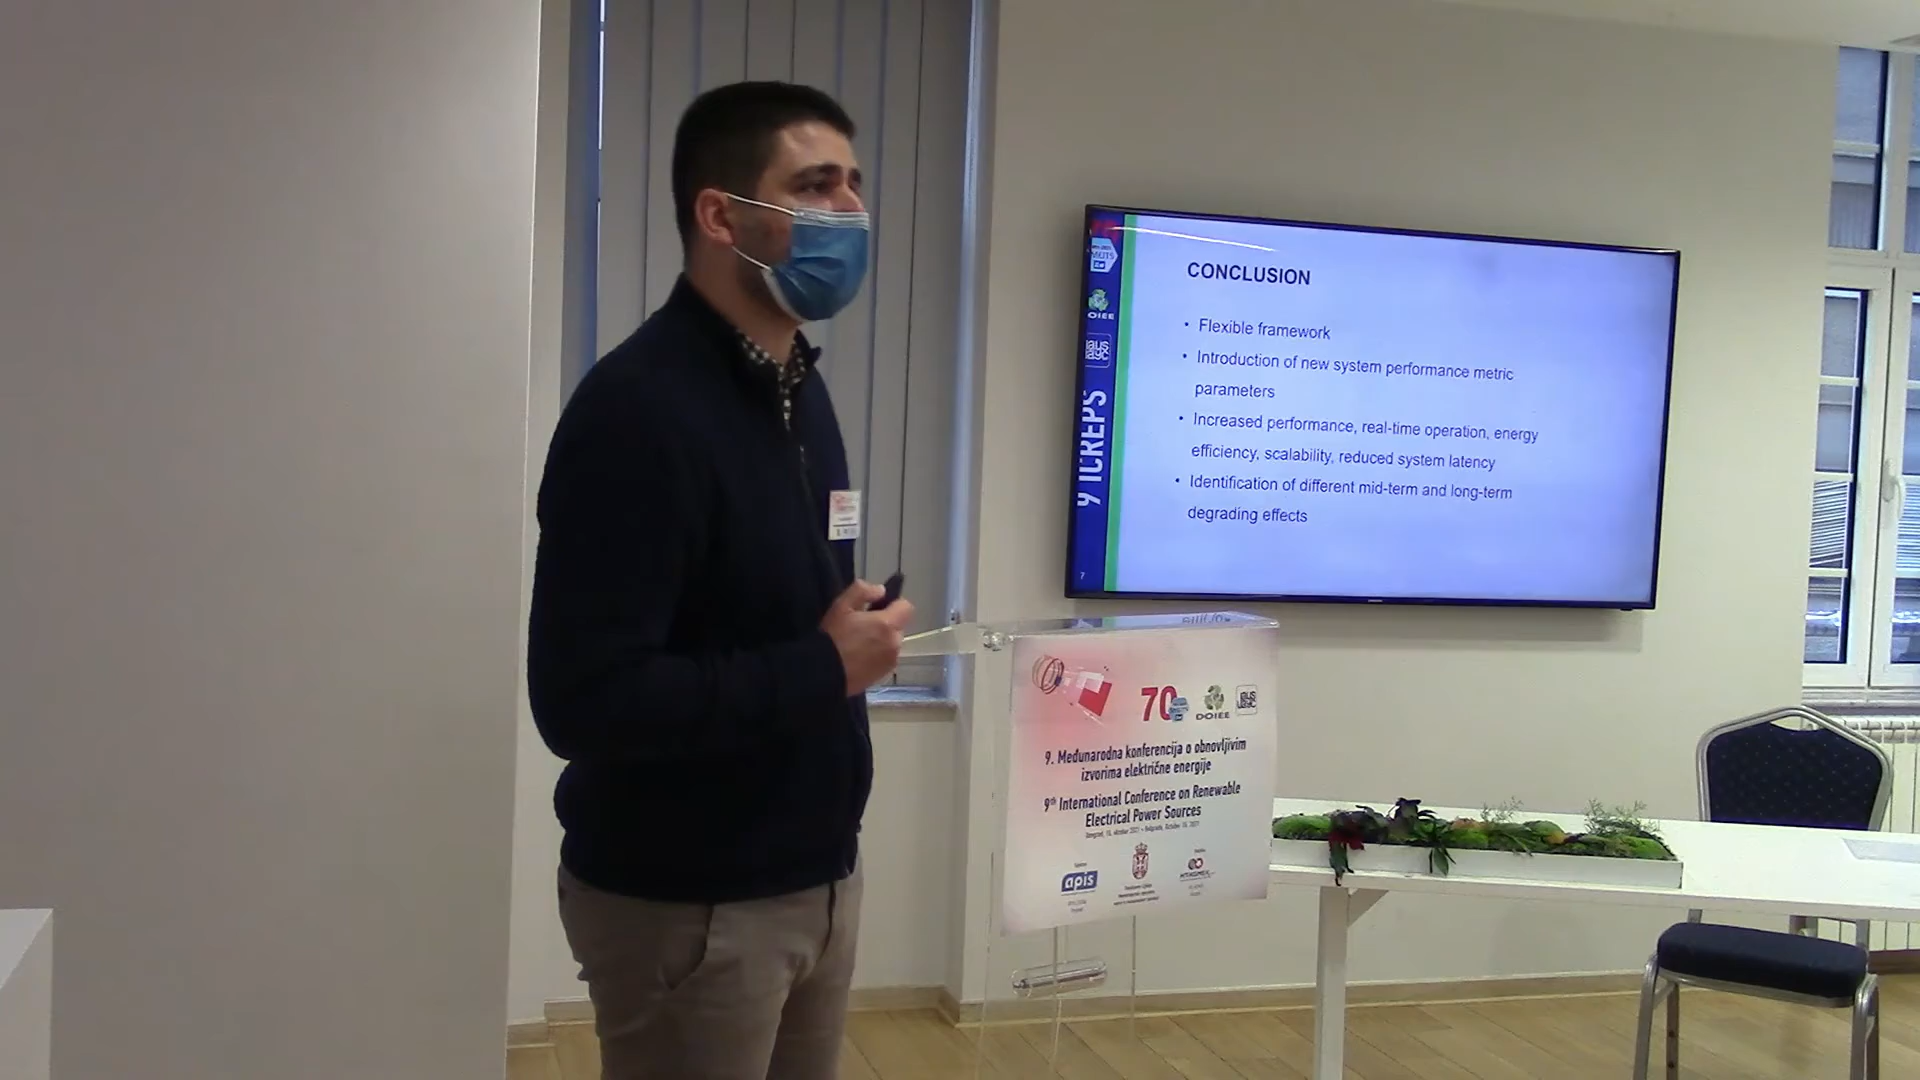 CONCLUSION
• Flexible framework
• Introduction of new system performance metric
parameters
• Increased performance, real-time operation, energy
efficiency, scalability, reduced system latency
• Identification of different mid-term and long-term
degrading effects
DOIEE
9 ICREPS
7
70
DOIEE
9. Međunarodna konferencija o obnovljivim
izvorima električne energije
9th International Conference on Renewable
Electrical Power Sources
apis